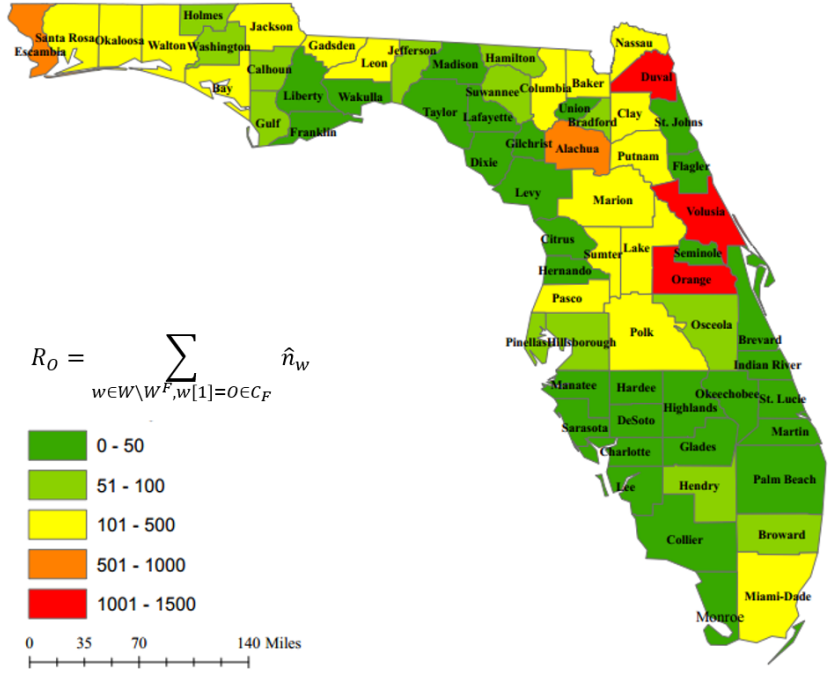 Holmes
Jackson
Santa Rosa Okaloosa Walton Washington
Escambia
Gadsden
Jefferson
Leon
Madison
Hamilton
Nassau
Calhoun
Bay
Liberty
Wakulla
Suwannee
Columbia
Baker
Duval
Taylor
Lafayette
Union
Bradford
Clay
St. Johns
Gulf
Franklin
Gilchrist
Alachua
Putnam
Dixie
Flagler
Levy
Marion
Volusia
Citrus
Sumter
Lake
Seminole
Hernando
Orange
Pasco
Polk
Osceola
Pinellas Hillsborough
Brevard
Indian River
Manatee
Hardee
Okeechobee
St. Lucie
Highlands
Sarasota
DeSoto
Martin
Charlotte
Glades
Lee
Hendry
Palm Beach
Collier
Broward
Miami-Dade
Monroe
R_O = ∑ n̂_w
w∈W\W^F,w[1]=O∈C_F
0 - 50
51 - 100
101 - 500
501 - 1000
1001 - 1500
0 35 70 140 Miles